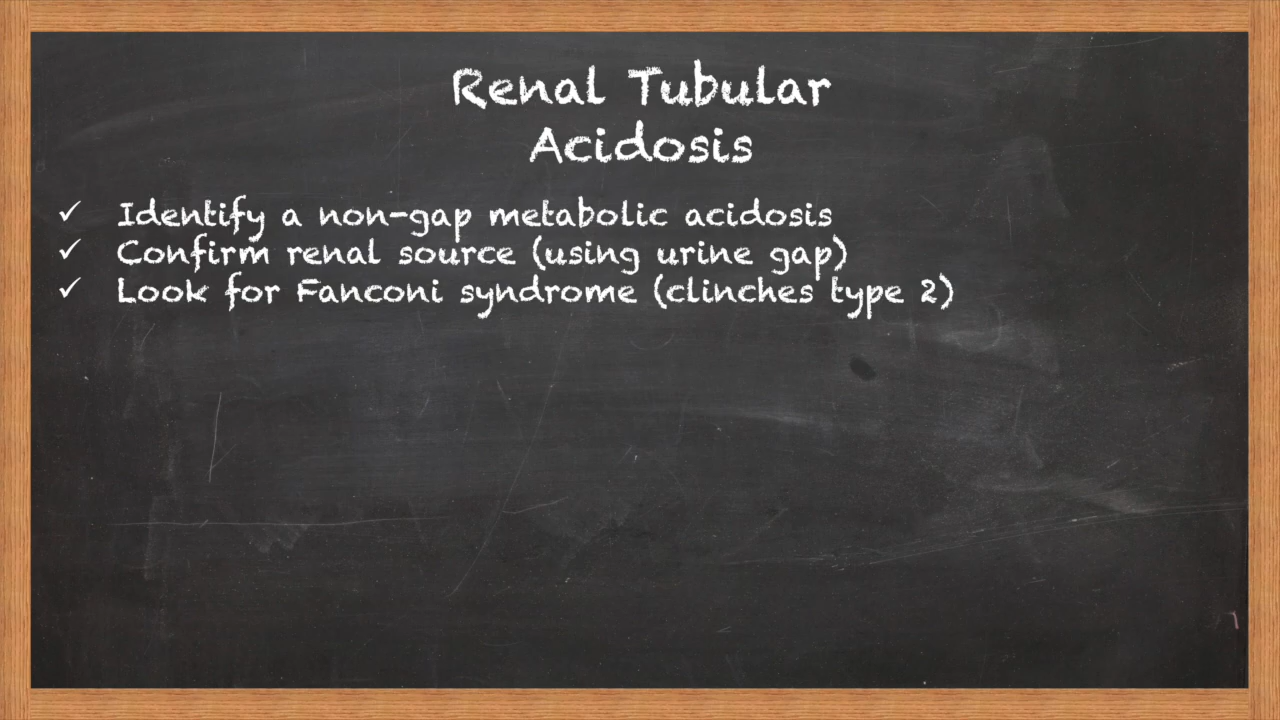 Renal Tubular
Acidosis
✓ Identify a non-gap metabolic acidosis
✓ Confirm renal source (using urine gap)
✓ Look for Fanconi syndrome (clinches type 2)